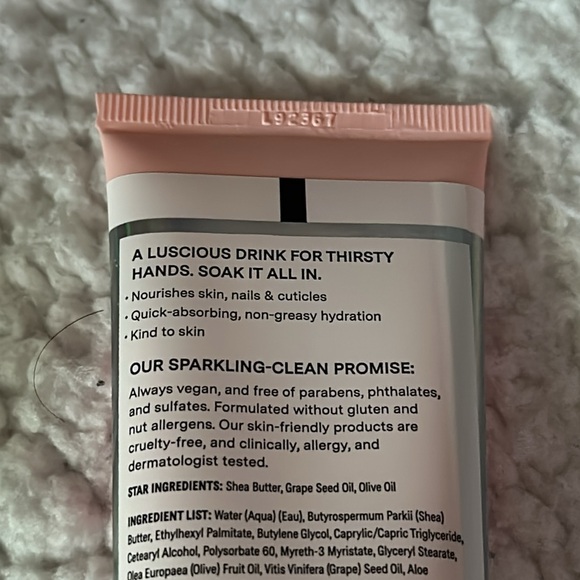 L92367
A LUSCIOUS DRINK FOR THIRSTY
HANDS. SOAK IT ALL IN.
• Nourishes skin, nails & cuticles
• Quick-absorbing, non-greasy hydration
• Kind to skin
OUR SPARKLING-CLEAN PROMISE:
Always vegan, and free of parabens, phthalates,
and sulfates. Formulated without gluten and
nut allergens. Our skin-friendly products are
cruelty-free, and clinically, allergy, and
dermatologist tested.
STAR INGREDIENTS: Shea Butter, Grape Seed Oil, Olive Oil
INGREDIENT LIST: Water (Aqua) (Eau), Butyrospermum Parkii (Shea)
Butter, Ethylhexyl Palmitate, Butylene Glycol, Caprylic/Capric Triglyceride,
Cetearyl Alcohol, Polysorbate 60, Myreth-3 Myristate, Glyceryl Stearate,
Olea Europaea (Olive) Fruit Oil, Vitis Vinifera (Grape) Seed Oil, Aloe